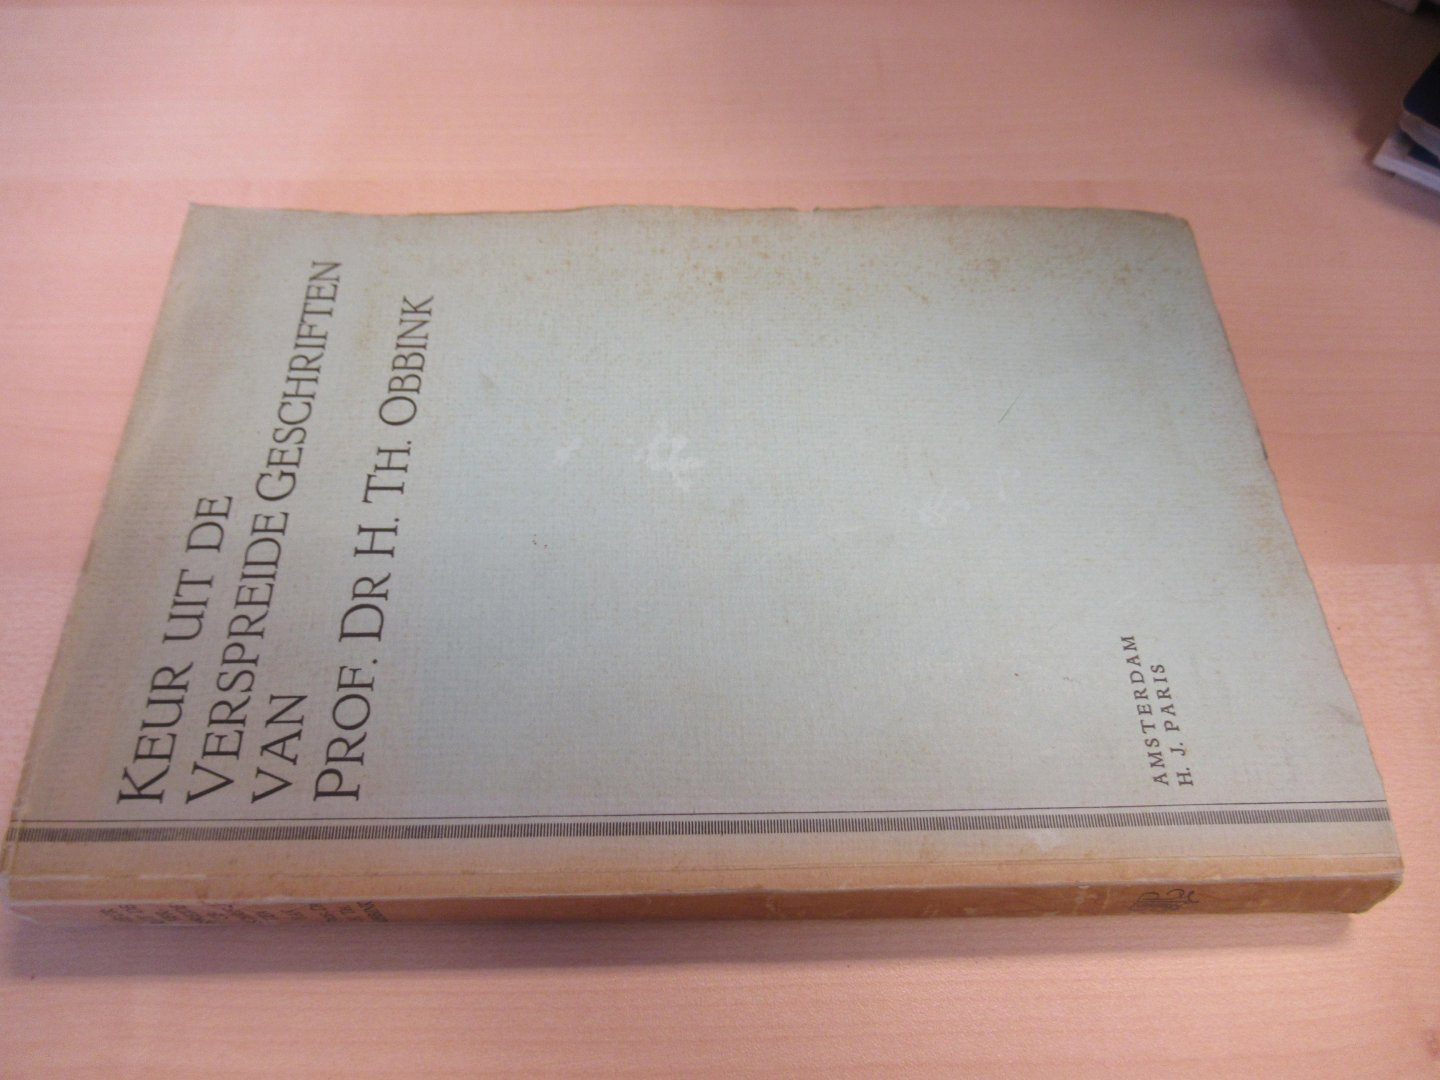 KEUR UIT DE
VERSPREIDE GESCHRIFTEN
VAN
PROF. DR H. TH. OBBINK
AMSTERDAM
H. J. PARIS